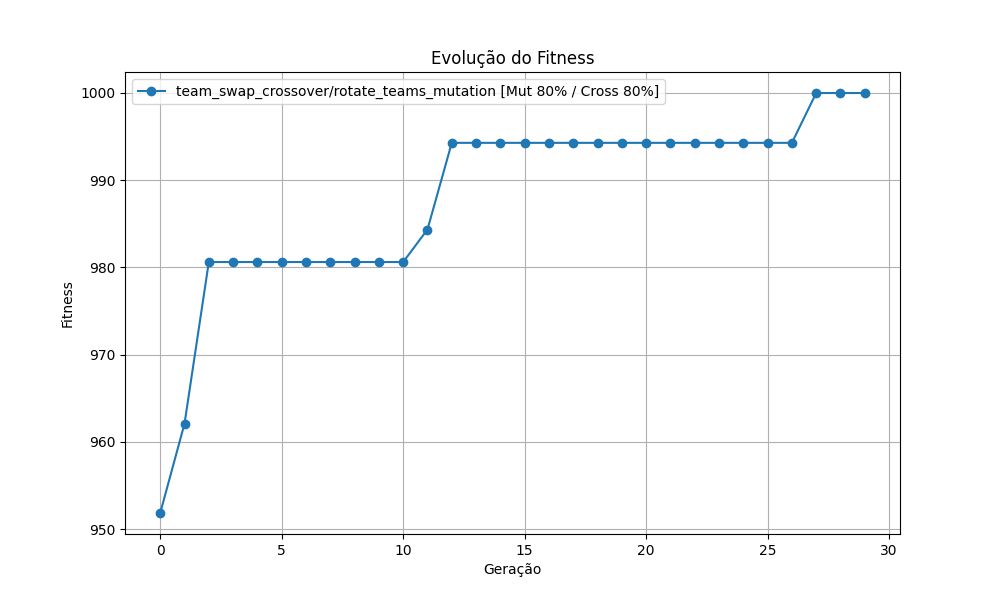 Evolução do Fitness
team_swap_crossover/rotate_teams_mutation [Mut 80% / Cross 80%]
1000
990
980
970
960
950
Fitness
0 5 10 15 20 25 30
Geração